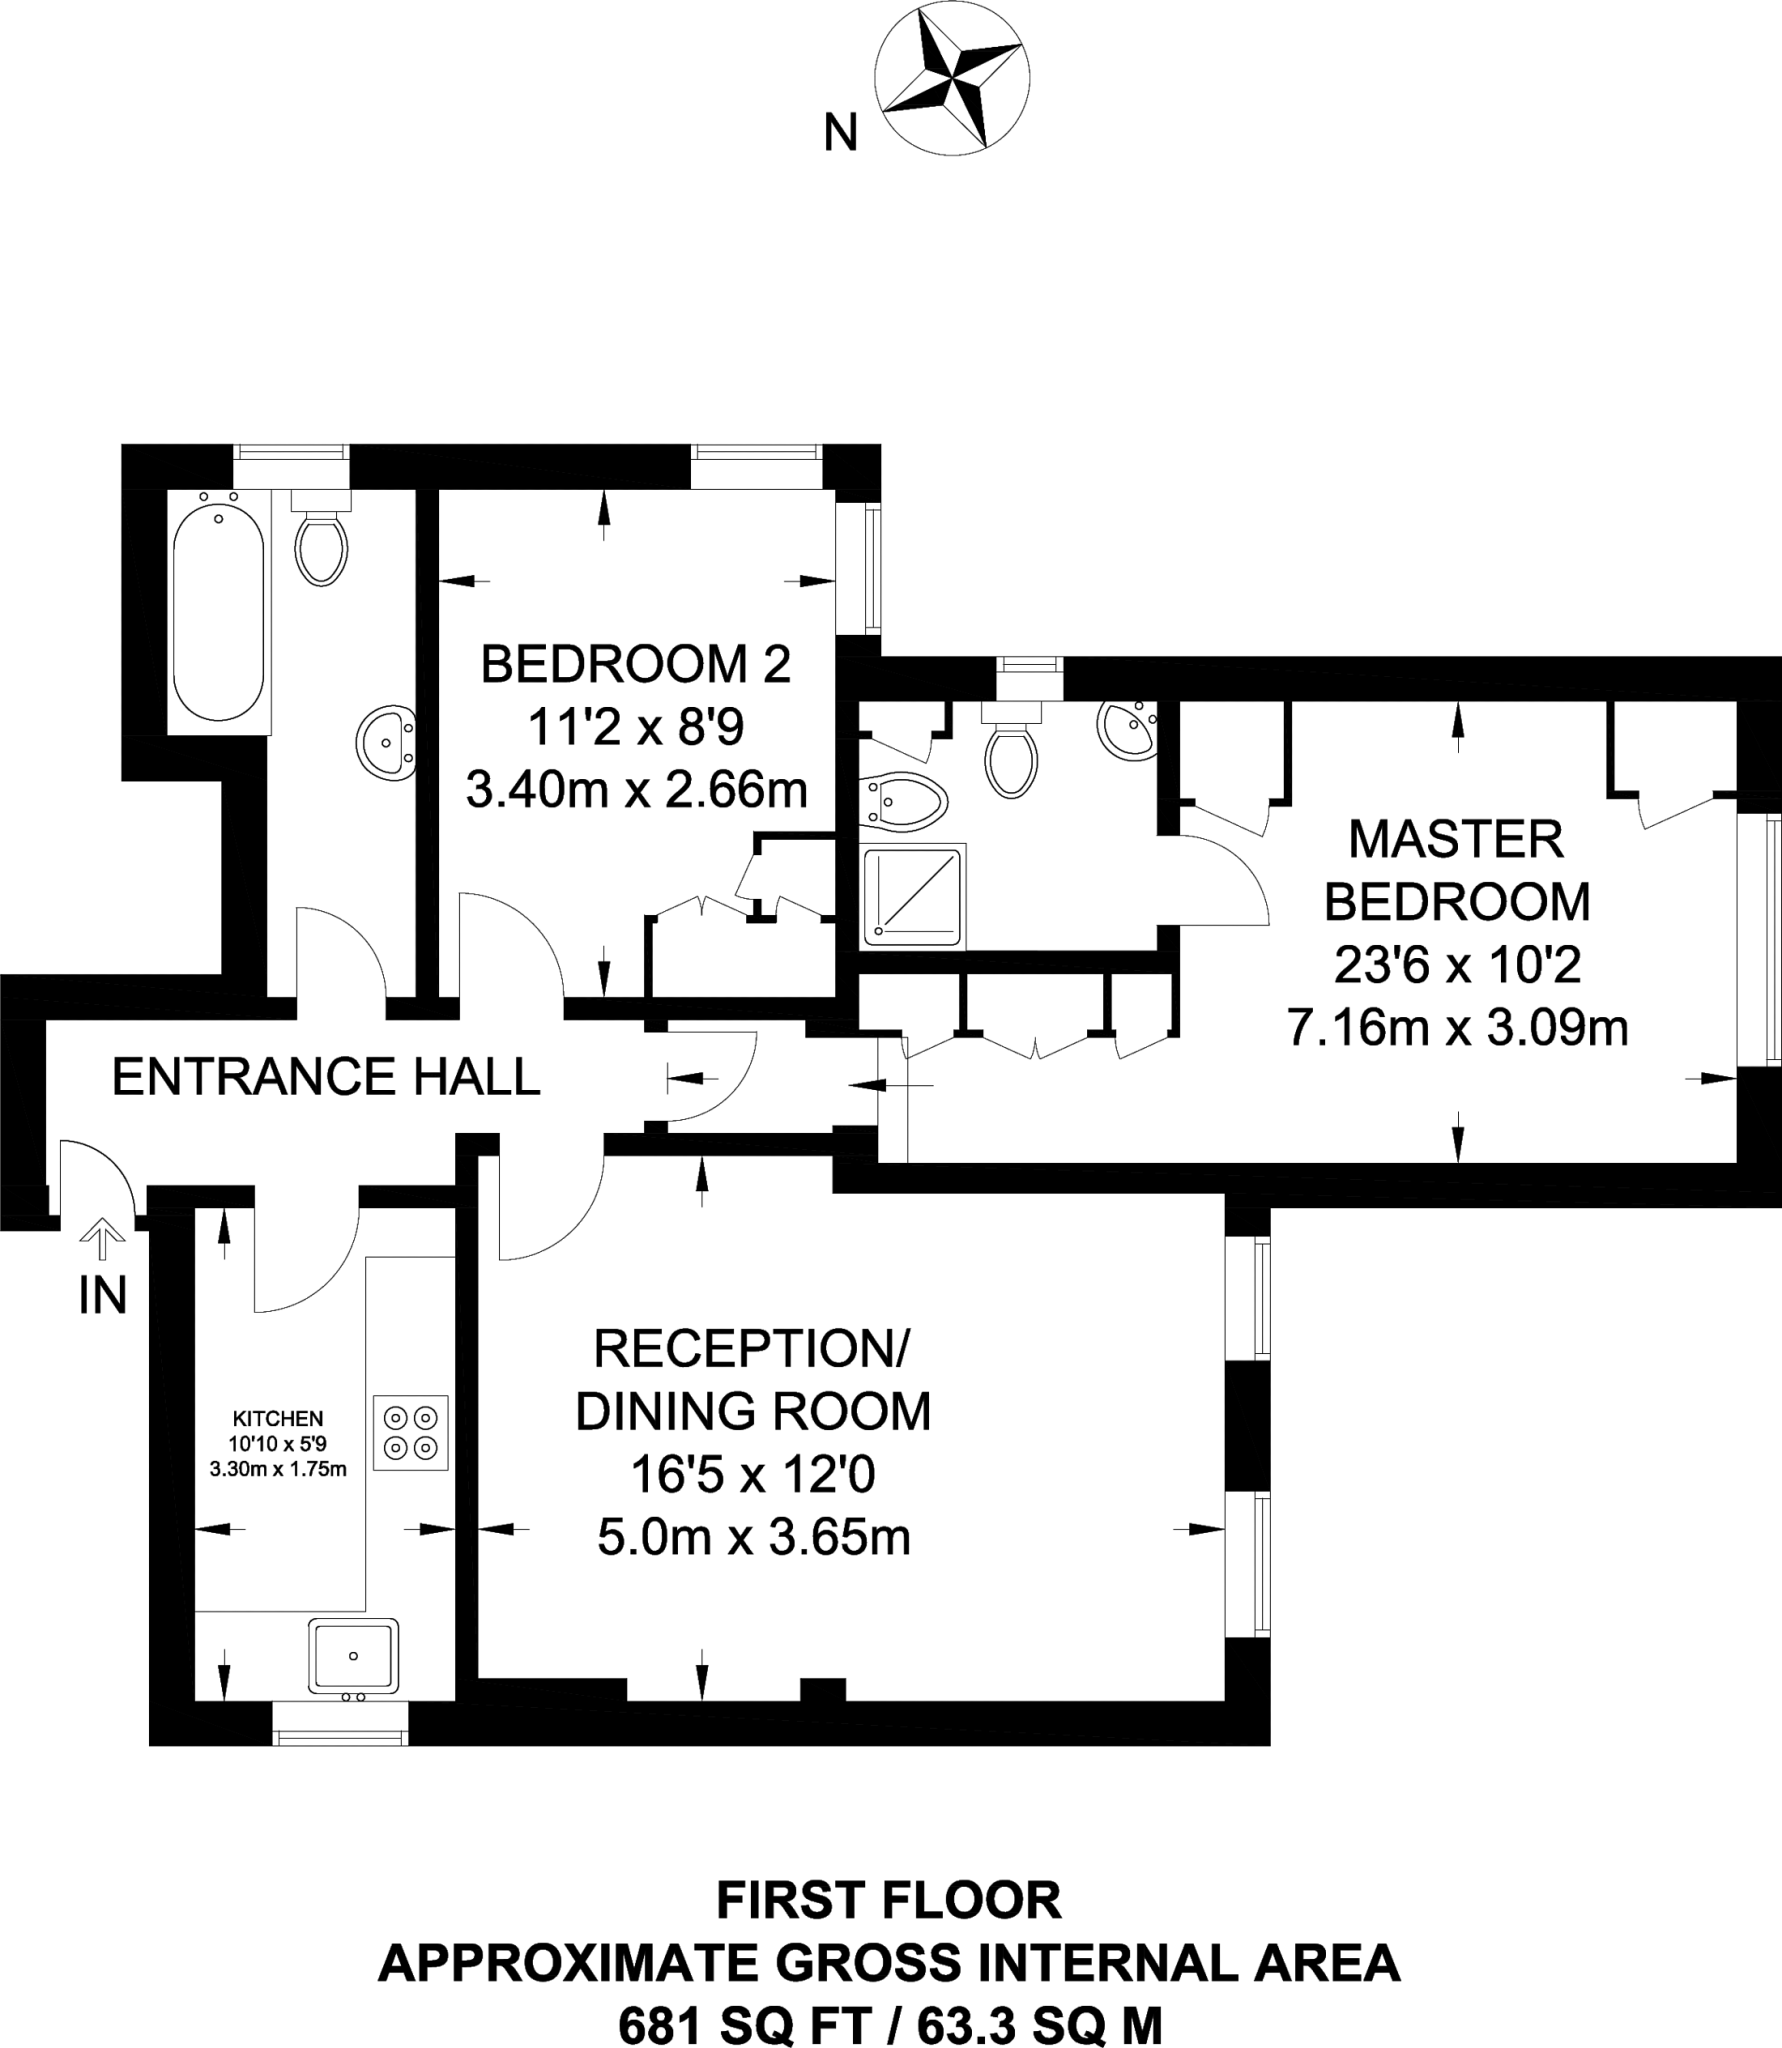 N
BEDROOM 2
11'2 x 8'9
3.40m x 2.66m
MASTER
BEDROOM
23'6 x 10'2
7.16m x 3.09m
ENTRANCE HALL
IN
KITCHEN
10'10 x 5'9
3.30m x 1.75m
RECEPTION/
DINING ROOM
16'5 x 12'0
5.0m x 3.65m
FIRST FLOOR
APPROXIMATE GROSS INTERNAL AREA
681 SQ FT / 63.3 SQ M